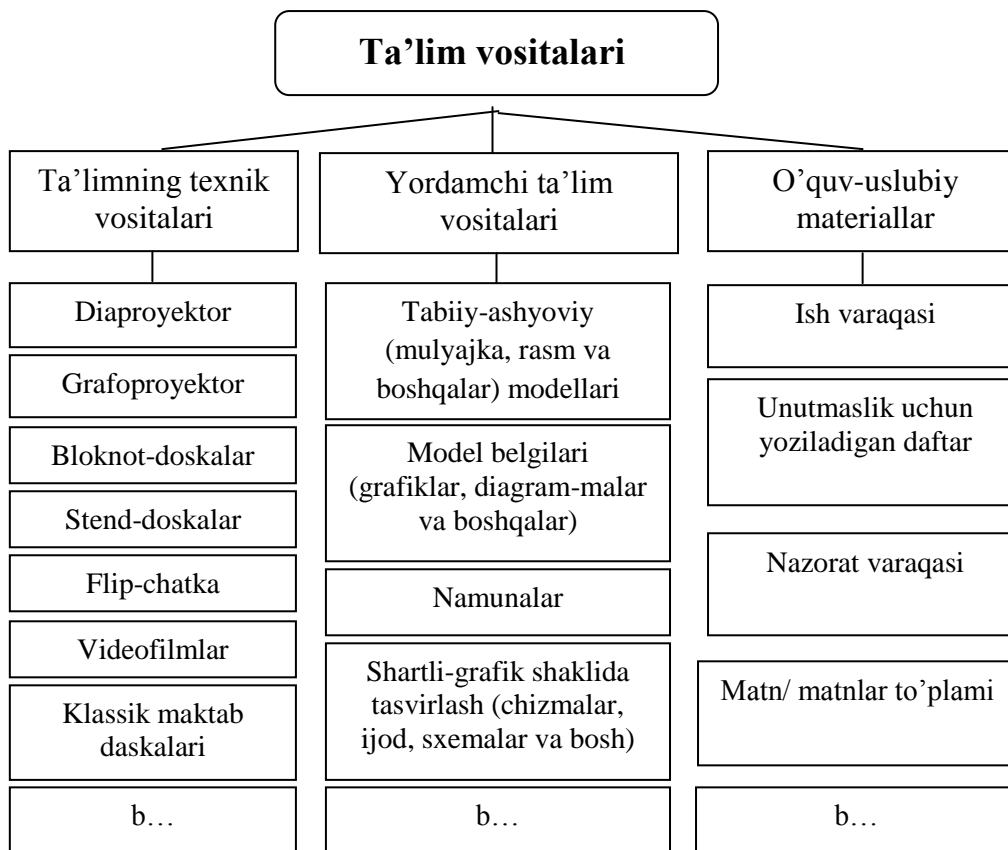 Ta’lim vositalari
Ta’limning texnik
vositalari
Diaproyektor
Grafoproyektor
Bloknot-doskalar
Stend-doskalar
Flip-chatka
Videofilmlar
Klassik maktab
daskalari
b…
Yordamchi ta’lim
vositalari
Tabiiy-ashyoviy
(mulyajka, rasm va
boshqalar) modellari
Model belgilari
(grafiklar, diagram-malar
va boshqalar)
Namunalar
Shartli-grafik shaklida
tasvirlash (chizmalar,
ijod, sxemalar va bosh)
b…
O’quv-uslubiy
materiallar
Ish varaqasi
Unutmaslik uchun
yoziladigan daftar
Nazorat varaqasi
Matn/ matnlar to’plami
b…